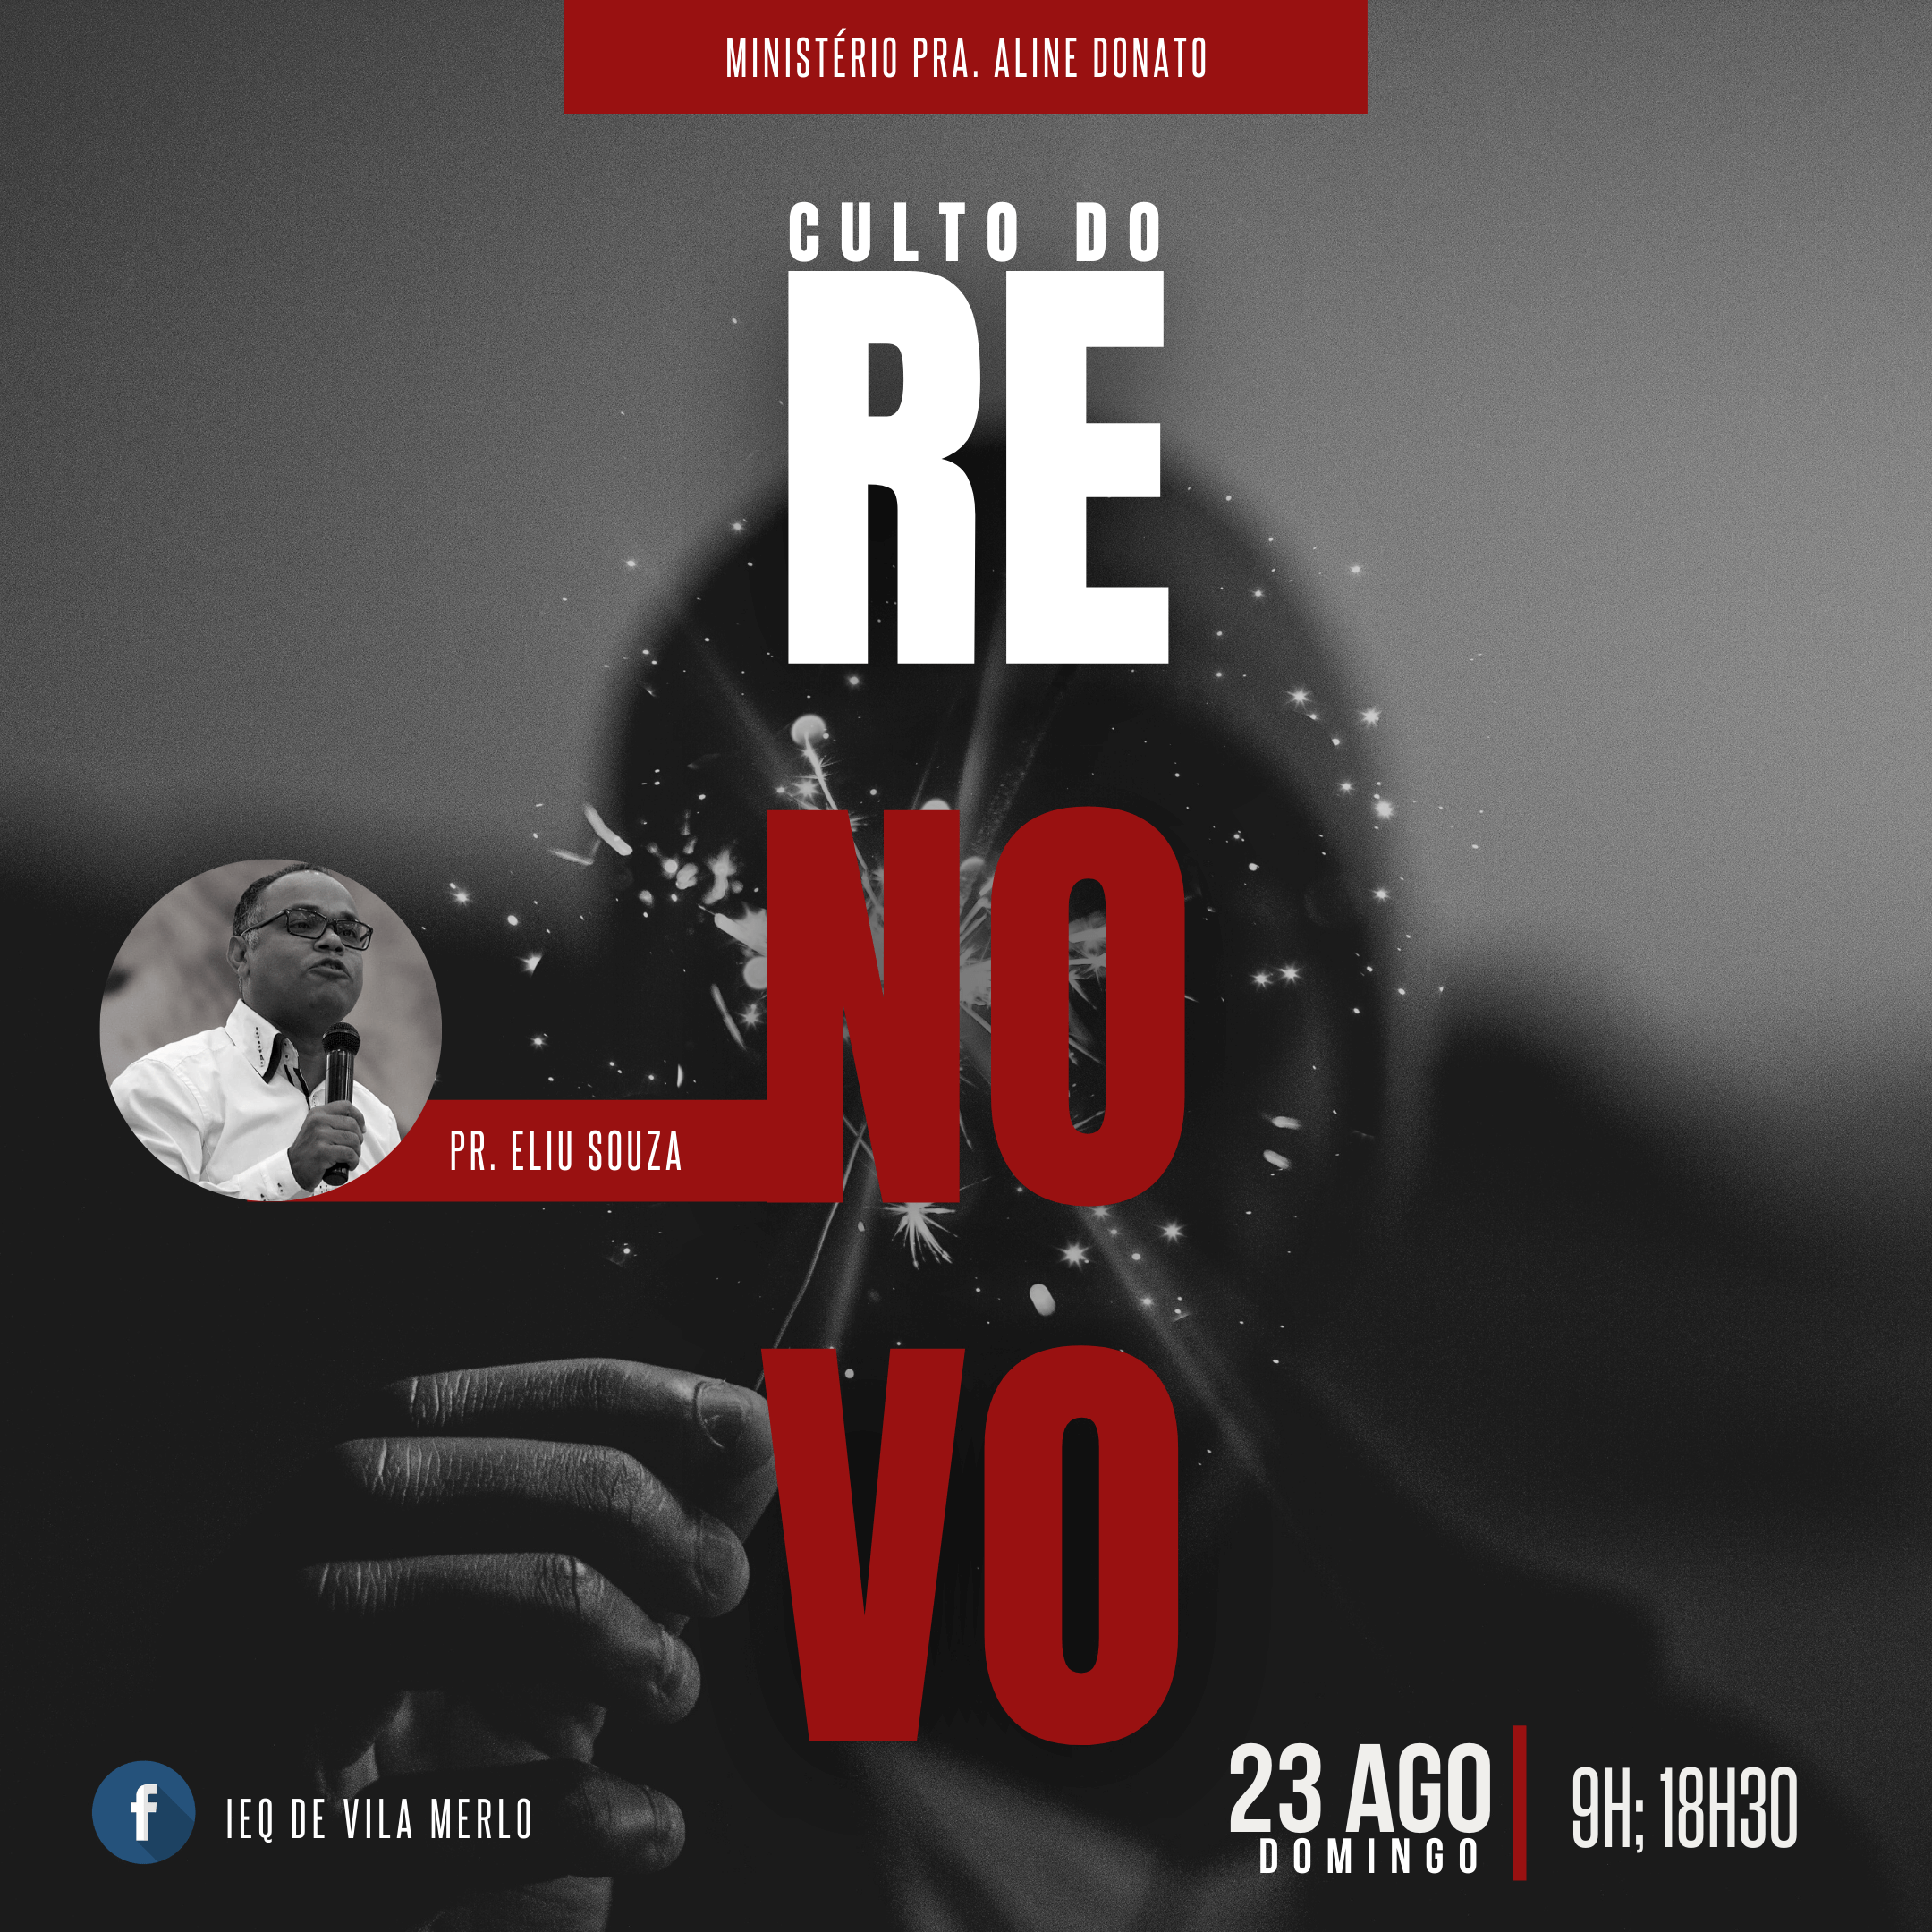 MINISTÉRIO PRA. ALINE DONATO
CULTO DO
RE
NO
PR. ELIU SOUZA
VO
f IEQ DE VILA MERLO
23 AGO
DOMINGO
9H; 18H30